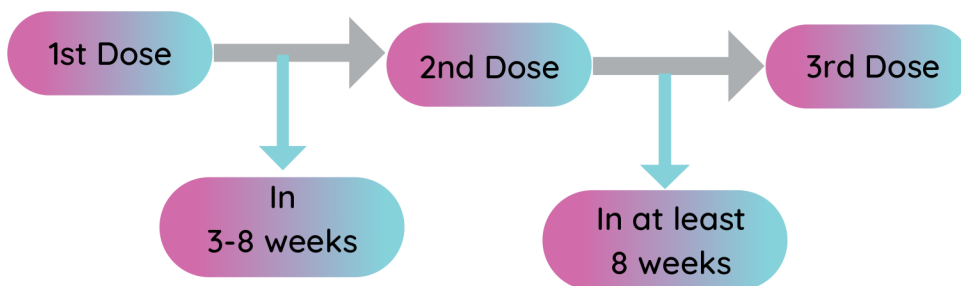 1st Dose
2nd Dose
3rd Dose
In
3-8 weeks
In at least
8 weeks